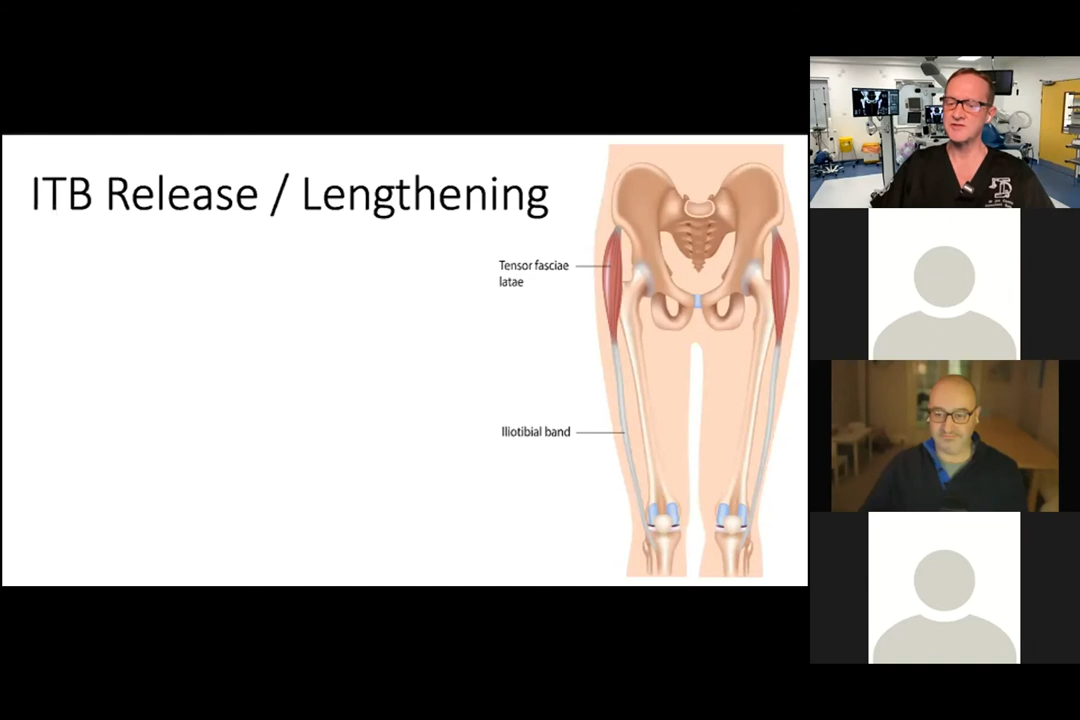 ITB Release / Lengthening
Tensor fasciae
latae
Iliotibial band